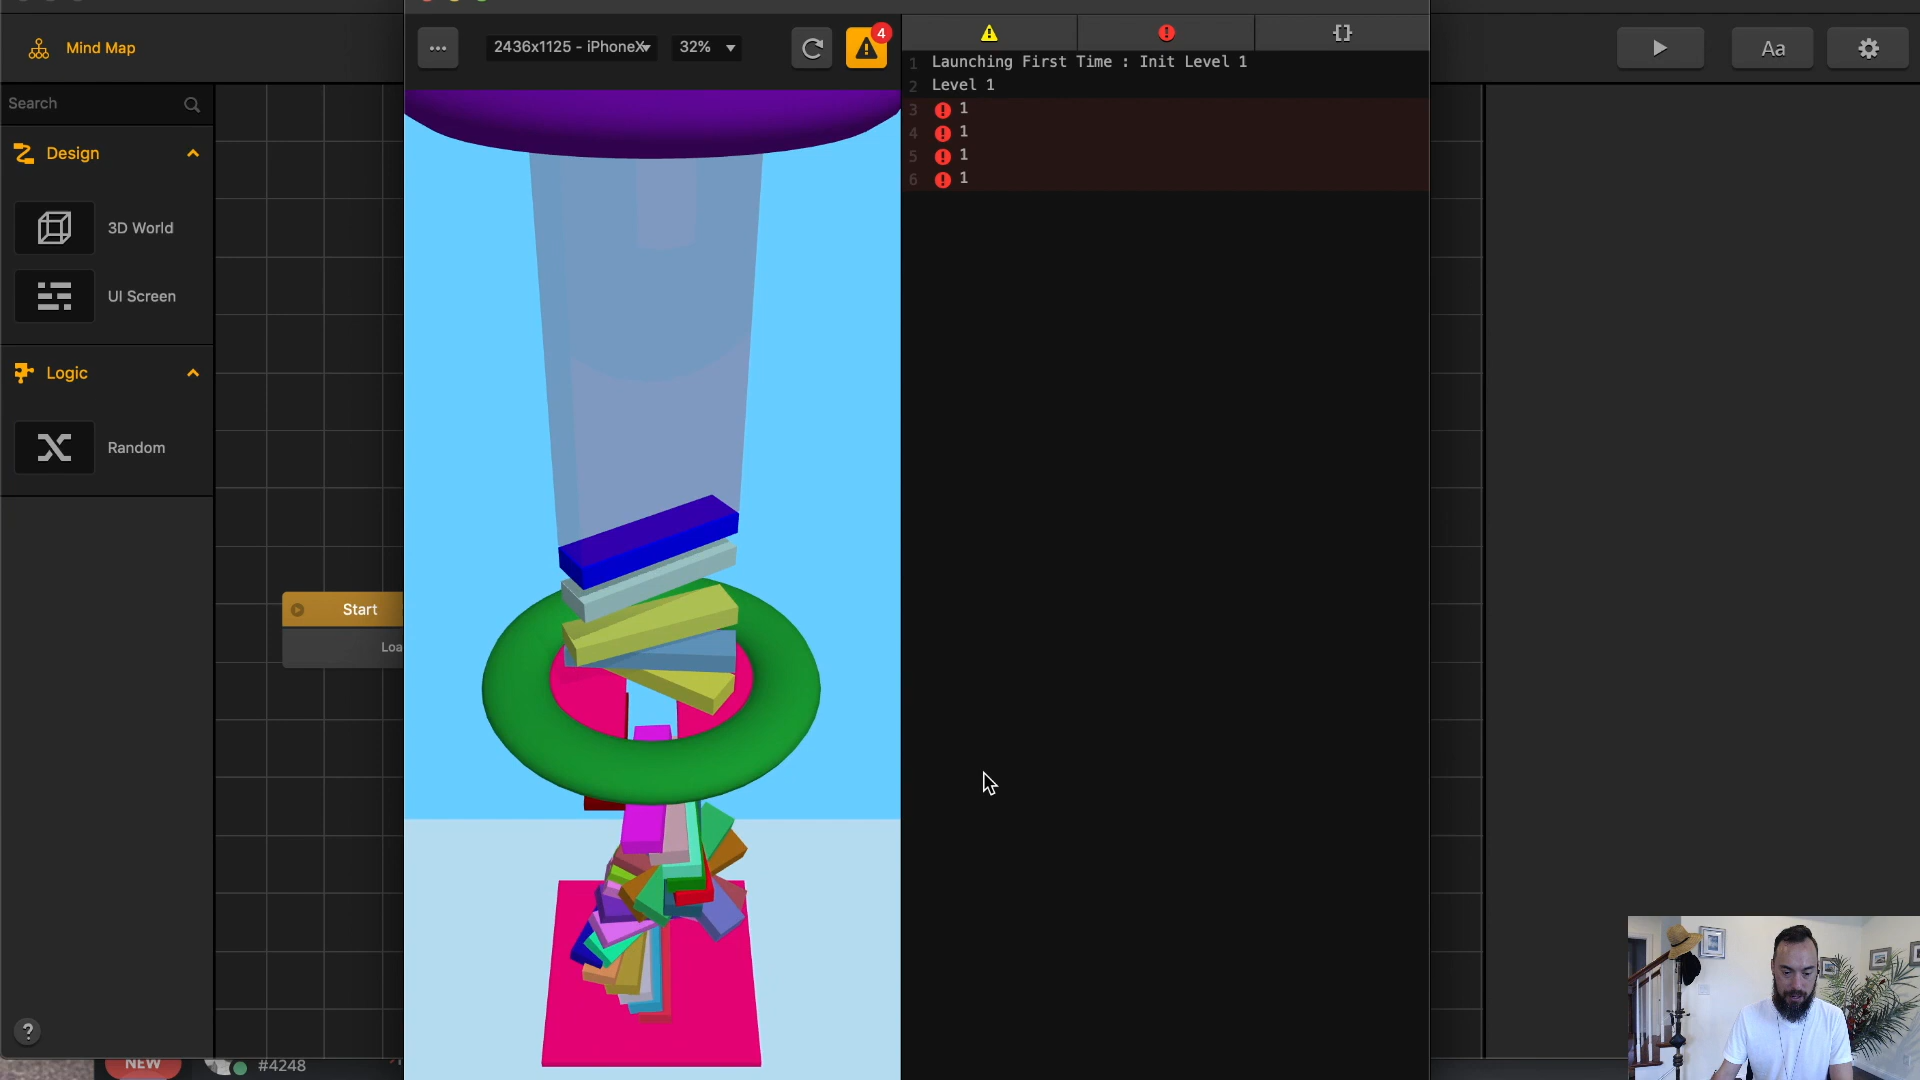 Mind Map
...
2436x1125 - iPhoneX
32%
4
{}
Aa
Search
Design
3D World
UI Screen
Logic
Random
1 Launching First Time : Init Level 1
2 Level 1
3 1
4 1
5 1
6 1
Start
Loa
?
NEW
#4248